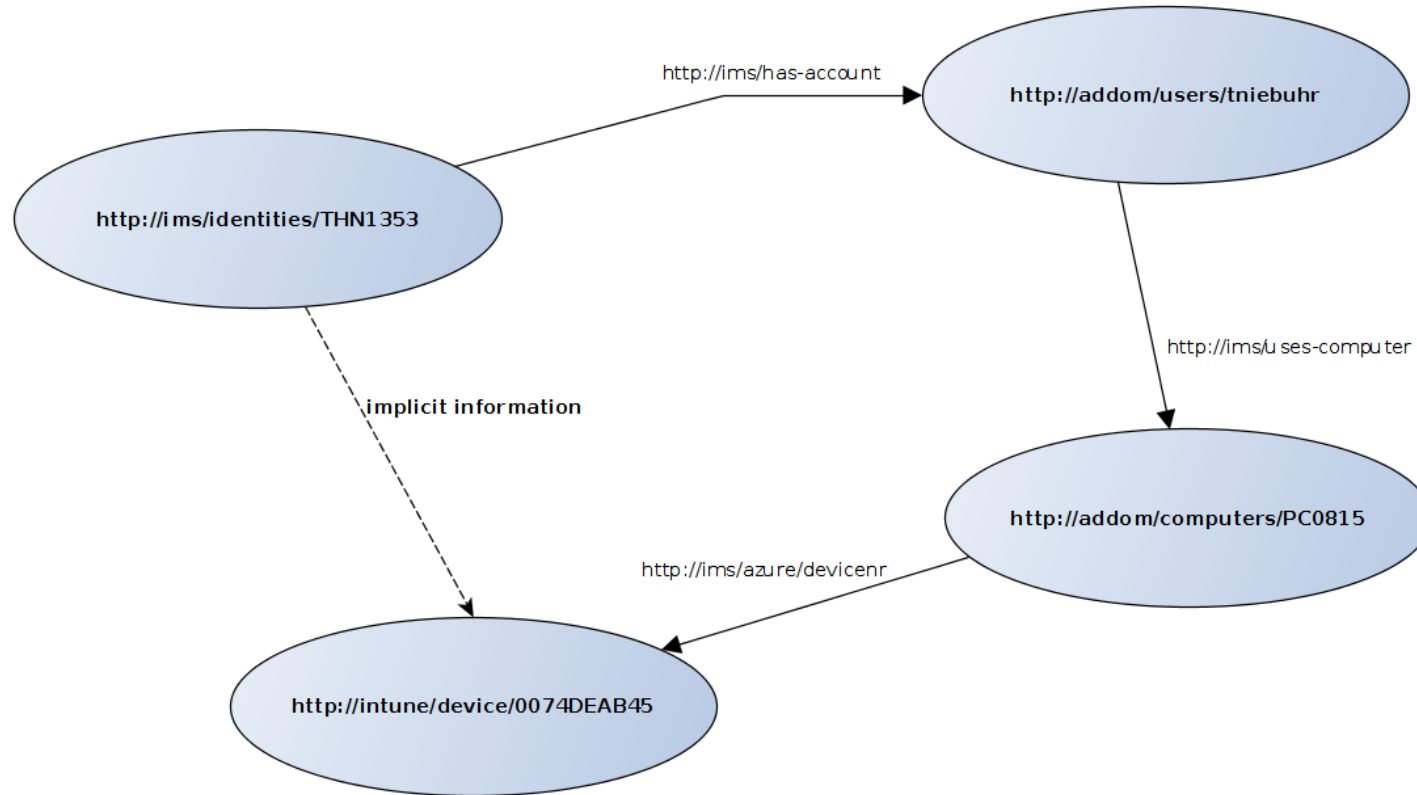 http://ims/has-account
http://addom/users/tniebuhr
http://ims/identities/THN1353
http://ims/uses-computer
implicit information
http://addom/computers/PC0815
http://ims/azure/devicenr
http://intune/device/0074DEAB45